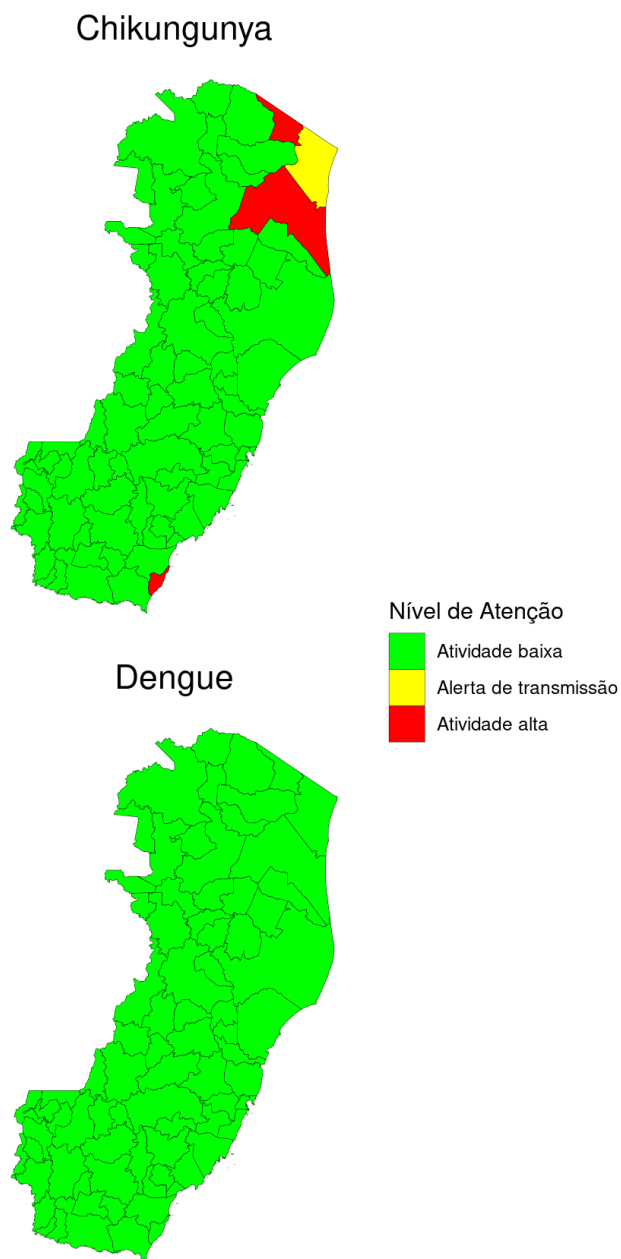 Chikungunya
Nível de Atenção
Atividade baixa
Alerta de transmissão
Atividade alta
Dengue